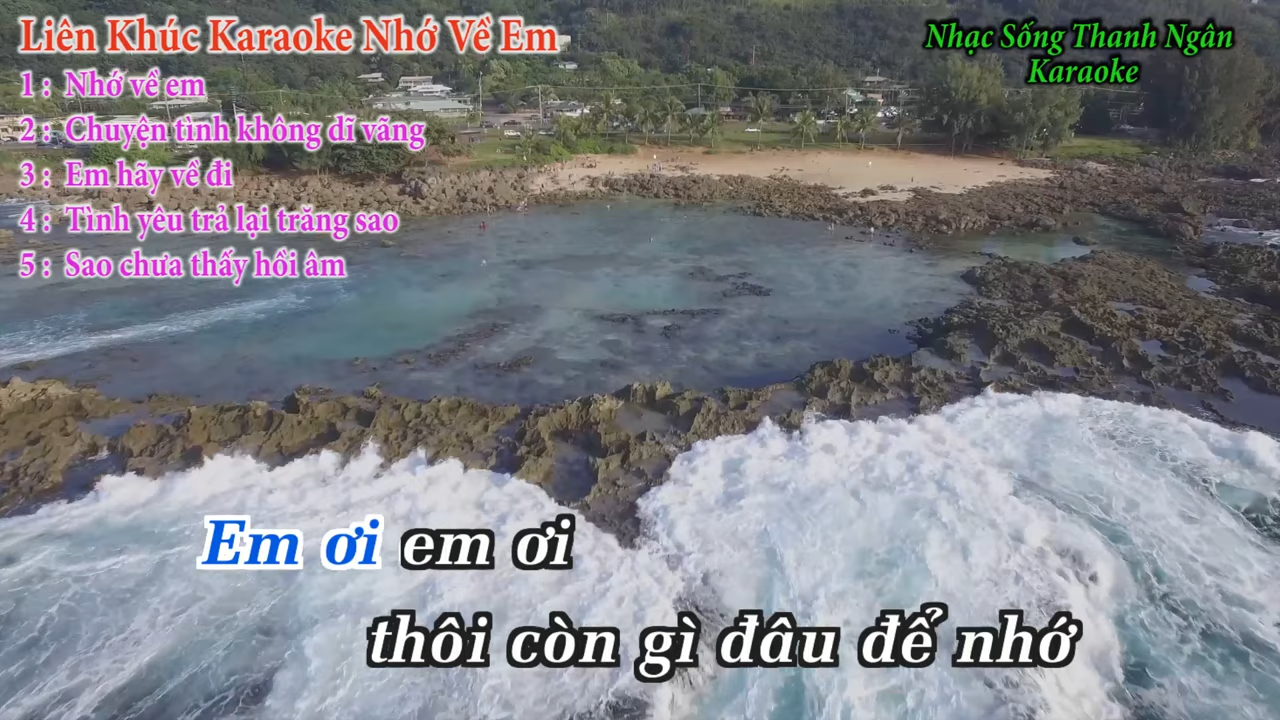 Liên Khúc Karaoke Nhớ Về Em
1 : Nhớ về em
2 : Chuyện tình không dĩ vãng
3 : Em hãy về đi
4 : Tình yêu trả lại trăng sao
5 : Sao chưa thấy hồi âm
Nhạc Sống Thanh Ngân
Karaoke
Em ơi em ơi
thôi còn gì đâu để nhớ